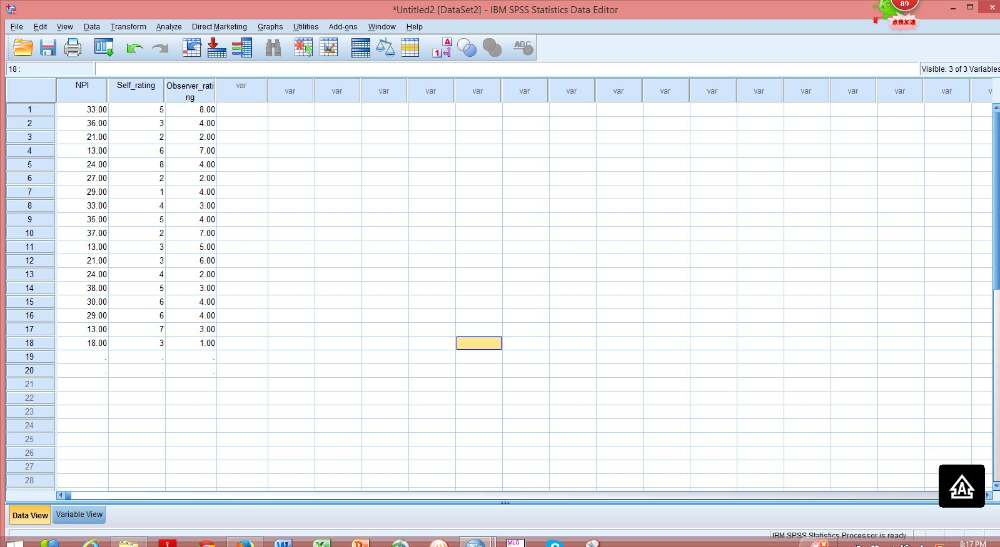 *Untitled2 [DataSet2] - IBM SPSS Statistics Data Editor
89
点我加速
File Edit View Data Transform Analyze Direct Marketing Graphs Utilities Add-ons Window Help
A
1
ABC
18 :
Visible: 3 of 3 Variables
NPI Self_rating Observer_rati
ng var var var var var var var var var var var var var var var var
1 33.00 5 8.00
2 36.00 3 4.00
3 21.00 2 2.00
4 13.00 6 7.00
5 24.00 8 4.00
6 27.00 2 2.00
7 29.00 1 4.00
8 33.00 4 3.00
9 35.00 5 4.00
10 37.00 2 7.00
11 13.00 3 5.00
12 21.00 3 6.00
13 24.00 4 2.00
14 38.00 5 3.00
15 30.00 6 4.00
16 29.00 6 4.00
17 13.00 7 3.00
18 18.00 3 1.00
19 . . .
20 . . .
21
22
23
24
25
26
27
28
A
Data View Variable View
IBM SPSS Statistics Processor is ready
MLG
8:17 PM